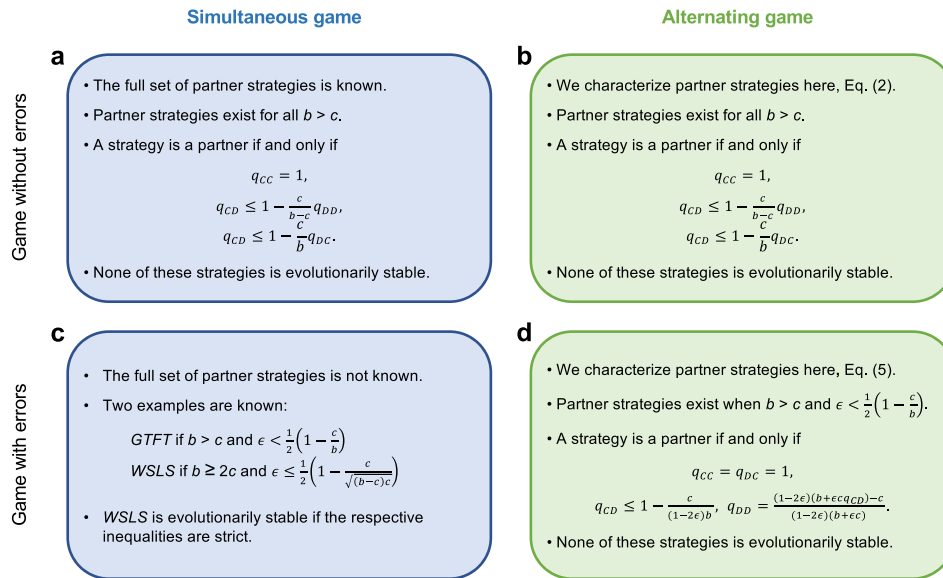 Simultaneous game
Alternating game
Game without errors
a
• The full set of partner strategies is known.
• Partner strategies exist for all b > c.
• A strategy is a partner if and only if
q_CC = 1,
q_CD ≤ 1 − c/(b−c) q_DD,
q_CD ≤ 1 − c/b q_DC.
• None of these strategies is evolutionarily stable.
b
• We characterize partner strategies here, Eq. (2).
• Partner strategies exist for all b > c.
• A strategy is a partner if and only if
q_CC = 1,
q_CD ≤ 1 − c/(b−c) q_DD,
q_CD ≤ 1 − c/b q_DC.
• None of these strategies is evolutionarily stable.
Game with errors
c
• The full set of partner strategies is not known.
• Two examples are known:
GTFT if b > c and ϵ < 1/2(1 − c/b)
WSLS if b ≥ 2c and ϵ ≤ 1/2(1 − c/√((b−c)c))
• WSLS is evolutionarily stable if the respective
inequalities are strict.
d
• We characterize partner strategies here, Eq. (5).
• Partner strategies exist when b > c and ϵ < 1/2(1 − c/b).
• A strategy is a partner if and only if
q_CC = q_DC = 1,
q_CD ≤ 1 − c/((1−2ϵ)b), q_DD = ((1−2ϵ)(b+ϵcq_CD)−c)/((1−2ϵ)(b+ϵc)).
• None of these strategies is evolutionarily stable.